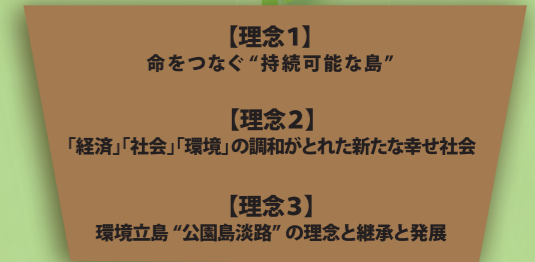 【理念1】
命をつなぐ“持続可能な島”
【理念2】
「経済」「社会」「環境」の調和がとれた新たな幸せ社会
【理念3】
環境立島“公園島淡路”の理念と継承と発展